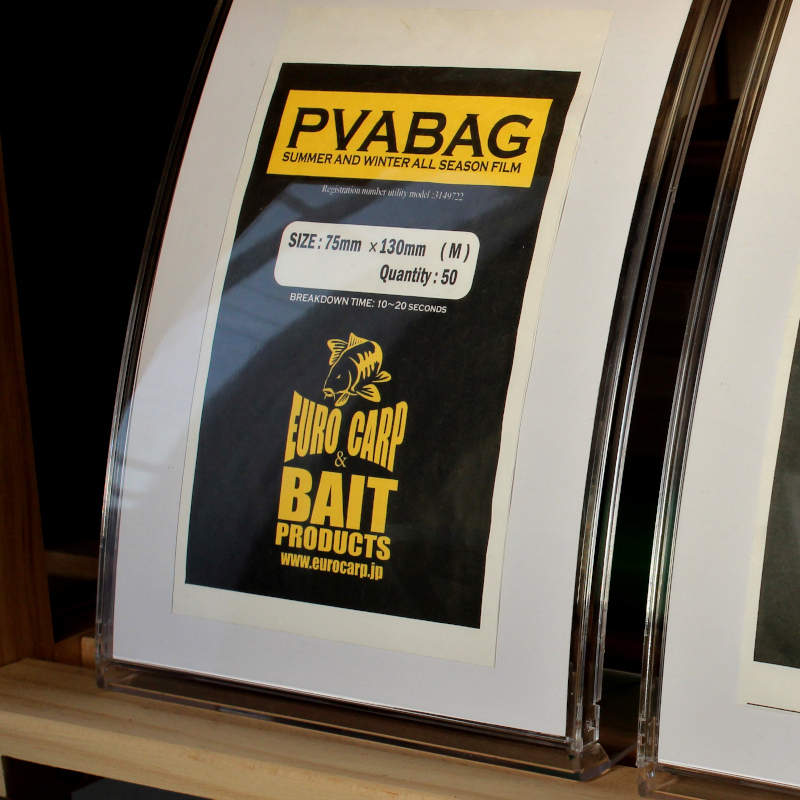 PVABAG
SUMMER AND WINTER ALL SEASON FILM
Registration number utility model :3149722
SIZE : 75mm ×130mm ( M )
Quantity : 50
BREAKDOWN TIME: 10~20 SECONDS
EURO CARP
&
BAIT
PRODUCTS
www.eurocarp.jp